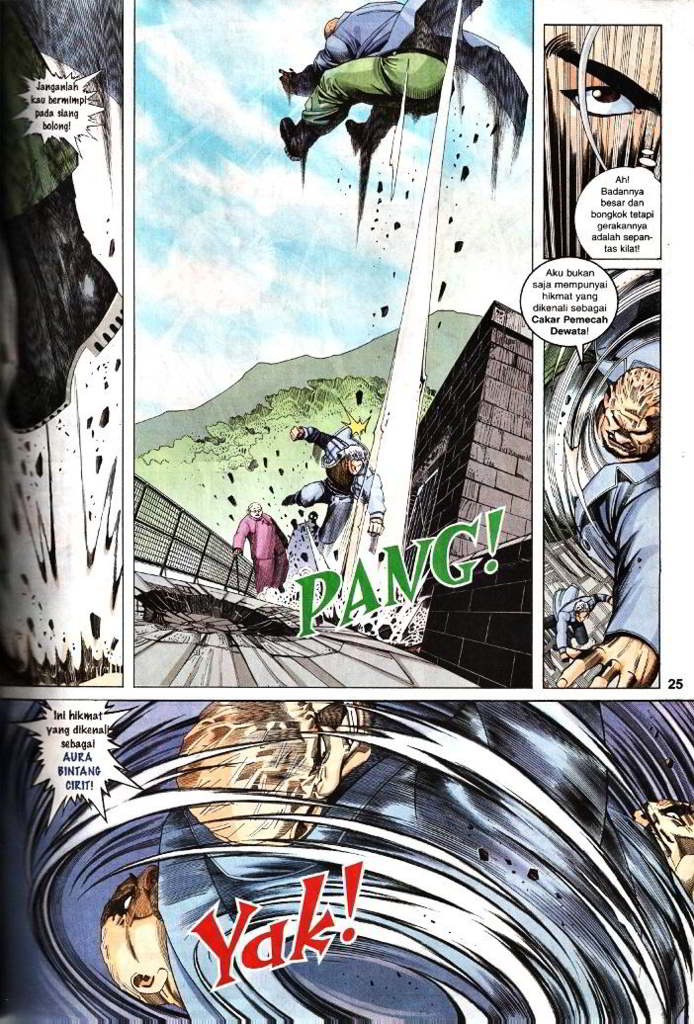 Janganlah
kau bermimpi
pada siang
bolong!
PANG!
Ah!
Badannya
besar dan
bongkok tetapi
gerakannya
adalah sepan-
tas kilat!
Aku bukan
saja mempunyai
hikmat yang
dikenali sebagai
Cakar Pemecah
Dewata!
25
Ini hikmat
yang dikenali
sebagai
AURA
BINTANG
CIRIT!
Yak!